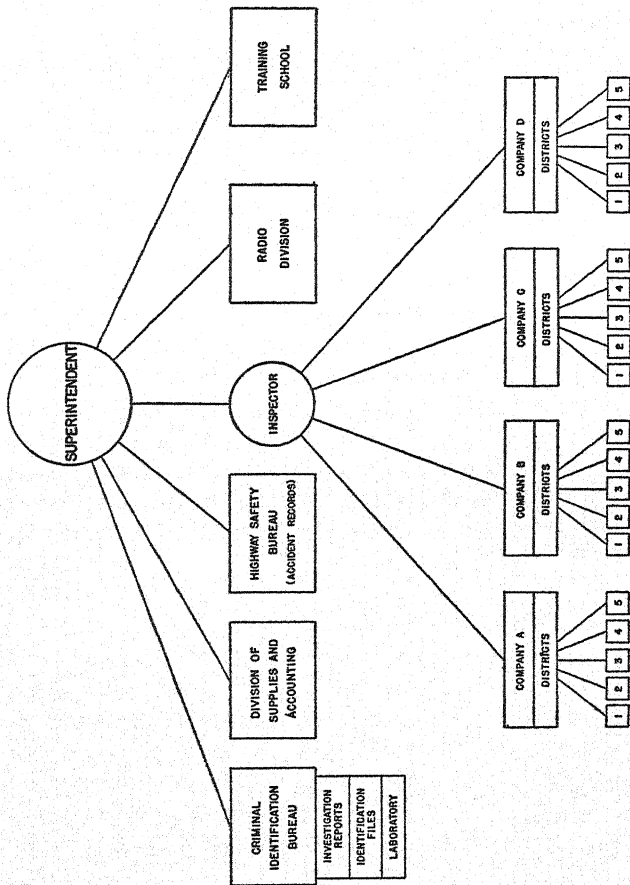 SUPERINTENDENT
CRIMINAL
IDENTIFICATION
BUREAU
INVESTIGATION
REPORTS
IDENTIFICATION
FILES
LABORATORY
DIVISION OF
SUPPLIES AND
ACCOUNTING
HIGHWAY SAFETY
BUREAU
(ACCIDENT RECORDS)
INSPECTOR
RADIO
DIVISION
TRAINING
SCHOOL
COMPANY A
DISTRICTS
1 2 3 4 5
COMPANY B
DISTRICTS
1 2 3 4 5
COMPANY C
DISTRICTS
1 2 3 4 5
COMPANY D
DISTRICTS
1 2 3 4 5